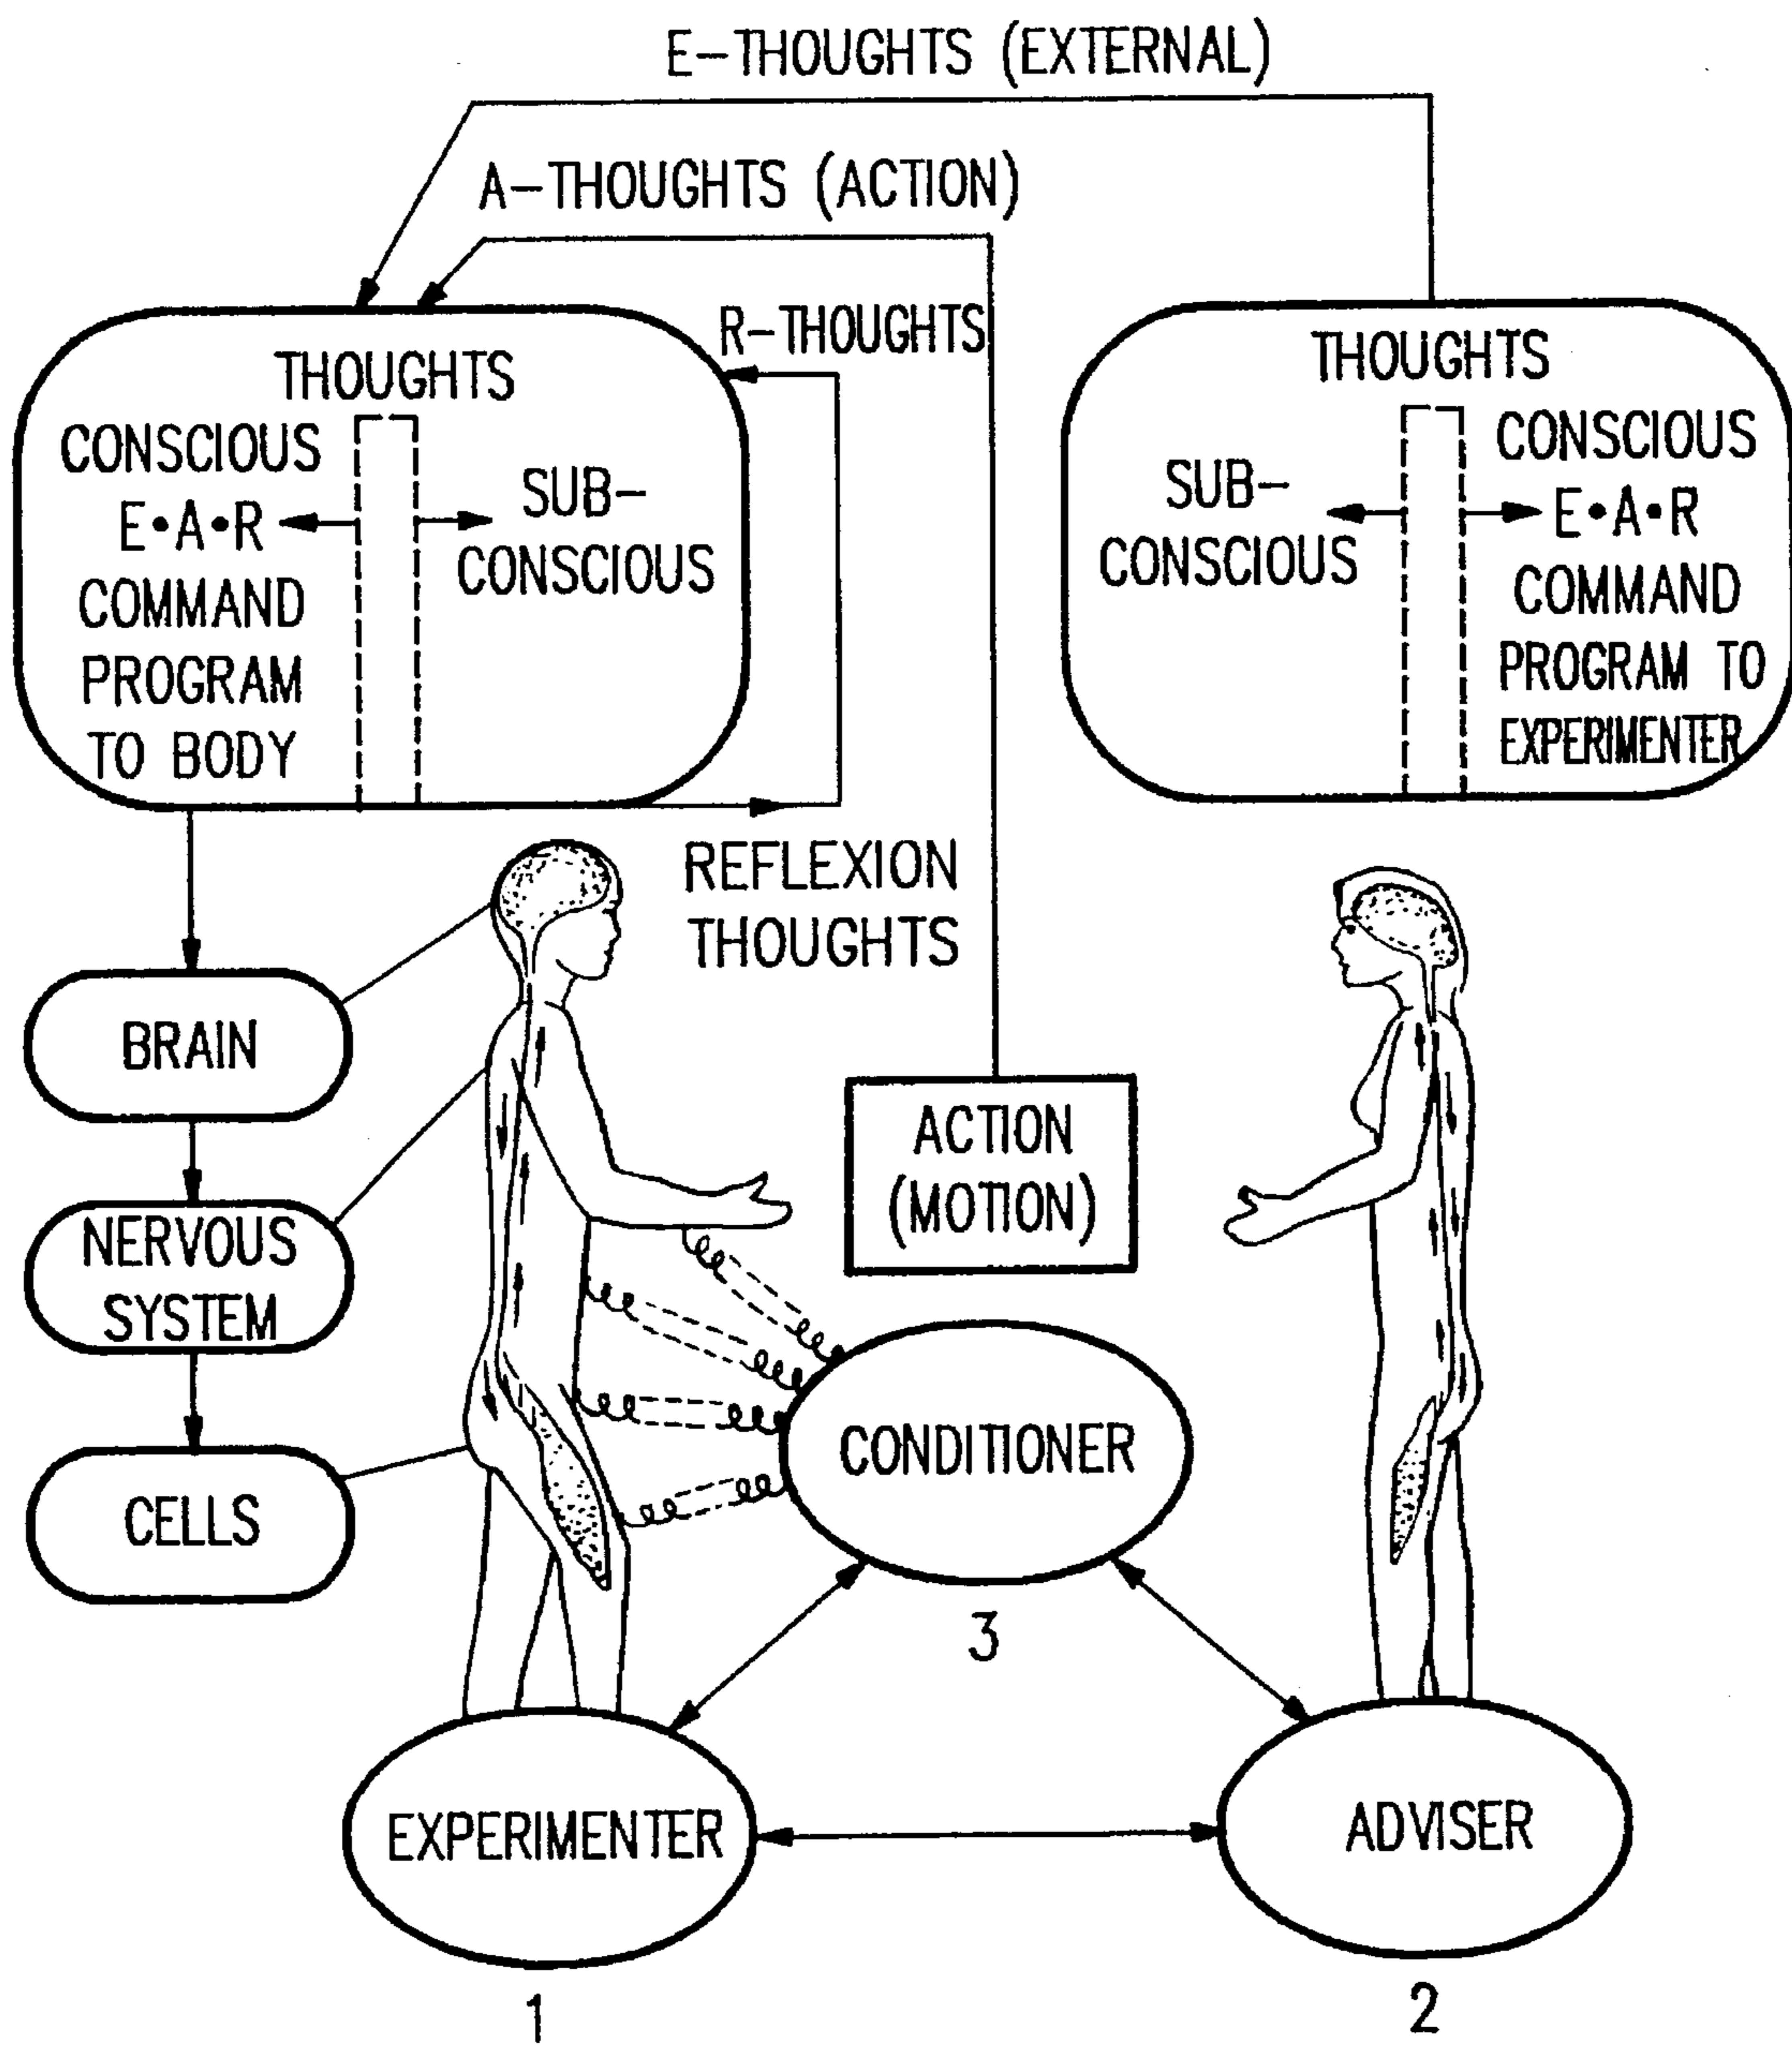 E-THOUGHTS (EXTERNAL)
A-THOUGHTS (ACTION)
R-THOUGHTS
THOUGHTS
CONSCIOUS
E•A•R
COMMAND
PROGRAM
TO BODY
SUB-
CONSCIOUS
THOUGHTS
SUB-
CONSCIOUS
CONSCIOUS
E•A•R
COMMAND
PROGRAM TO
EXPERIMENTER
REFLEXION
THOUGHTS
BRAIN
NERVOUS
SYSTEM
CELLS
ACTION
(MOTION)
CONDITIONER
3
EXPERIMENTER
1
ADVISER
2